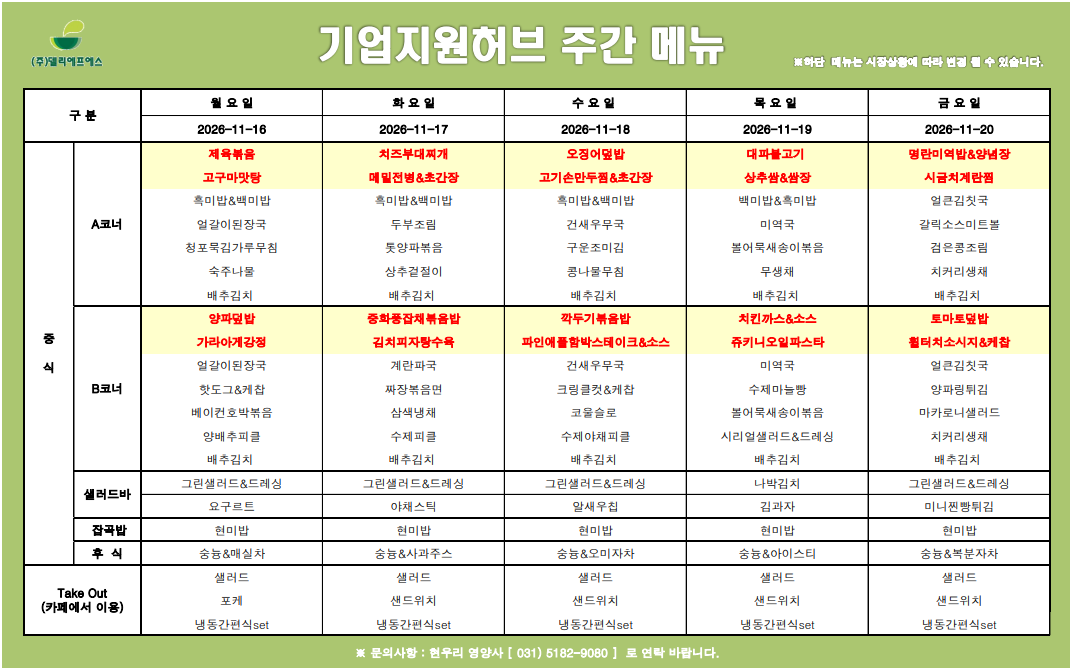 (주)델리에프에스
기업지원허브 주간 메뉴
※하단 메뉴는 시장상황에 따라 변경 될 수 있습니다.
구 분 월 요 일 화 요 일 수 요 일 목 요 일 금 요 일
2026-11-16 2026-11-17 2026-11-18 2026-11-19 2026-11-20
중 식
A코너
제육볶음 치즈부대찌개 오징어덮밥 대파불고기 명란미역밥&양념장
고구마맛탕 메밀전병&초간장 고기손만두찜&초간장 상추쌈&쌈장 시금치계란찜
흑미밥&백미밥 흑미밥&백미밥 흑미밥&백미밥 백미밥&흑미밥 얼큰김칫국
얼갈이된장국 두부조림 건새우무국 미역국 갈릭소스미트볼
청포묵김가루무침 톳양파볶음 구운조미김 볼어묵새송이볶음 검은콩조림
숙주나물 상추겉절이 콩나물무침 무생채 치커리생채
배추김치 배추김치 배추김치 배추김치 배추김치
B코너
양파덮밥 중화풍잡채볶음밥 깍두기볶음밥 치킨까스&소스 토마토덮밥
가라아게강정 김치피자탕수육 파인애플함박스테이크&소스 쥬키니오일파스타 휠터치소시지&케찹
얼갈이된장국 계란파국 건새우무국 미역국 얼큰김칫국
핫도그&케찹 짜장볶음면 크링클컷&케찹 수제마늘빵 양파링튀김
베이컨호박볶음 삼색냉채 코울슬로 볼어묵새송이볶음 마카로니샐러드
양배추피클 수제피클 수제야채피클 시리얼샐러드&드레싱 치커리생채
배추김치 배추김치 배추김치 배추김치 배추김치
샐러드바
그린샐러드&드레싱 그린샐러드&드레싱 그린샐러드&드레싱 나박김치 그린샐러드&드레싱
요구르트 야채스틱 알새우칩 김과자 미니찐빵튀김
잡곡밥 현미밥 현미밥 현미밥 현미밥 현미밥
후 식 숭늉&매실차 숭늉&사과주스 숭늉&오미자차 숭늉&아이스티 숭늉&복분자차
Take Out
(카페에서 이용)
샐러드 샐러드 샐러드 샐러드 샐러드
포케 샌드위치 샌드위치 샌드위치 샌드위치
냉동간편식set 냉동간편식set 냉동간편식set 냉동간편식set 냉동간편식set
※ 문의사항 : 현우리 영양사 [ 031) 5182-9080 ] 로 연락 바랍니다.